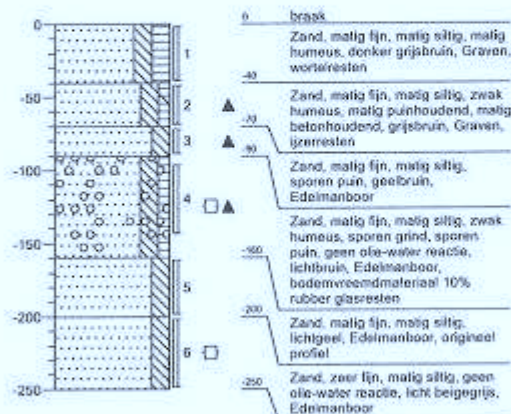 0
-50
-100
-150
-200
-250
1
2
3
4
5
6
0
braak
Zand, matig fijn, matig siltig, matig
humeus, donker grijsbruin, Graven,
wortelresten
-40
Zand, matig fijn, matig siltig, zwak
humeus, matig puinhoudend, matig
betonhoudend, grijsbruin, Graven,
ijzerresten
-70
-90
Zand, matig fijn, matig siltig,
sporen puin, geelbruin,
Edelmanboor
Zand, matig fijn, matig siltig, zwak
humeus, sporen grind, sporen
puin, geen olie-water reactie,
lichtbruin, Edelmanboor,
bodemvreemdmateriaal 10%
rubber glasresten
-160
-200
Zand, matig fijn, matig siltig,
lichtgeel, Edelmanboor, origineel
profiel
-250
Zand, zeer fijn, matig siltig, geen
olie-water reactie, licht beigegrijs,
Edelmanboor